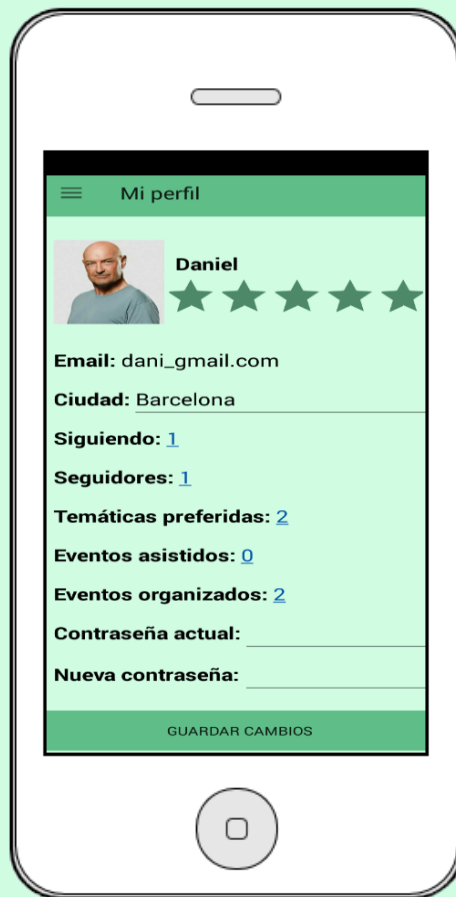 Mi perfil
Daniel
Email: dani_gmail.com
Ciudad: Barcelona
Siguiendo: 1
Seguidores: 1
Temáticas preferidas: 2
Eventos asistidos: 0
Eventos organizados: 2
Contraseña actual:
Nueva contraseña:
GUARDAR CAMBIOS